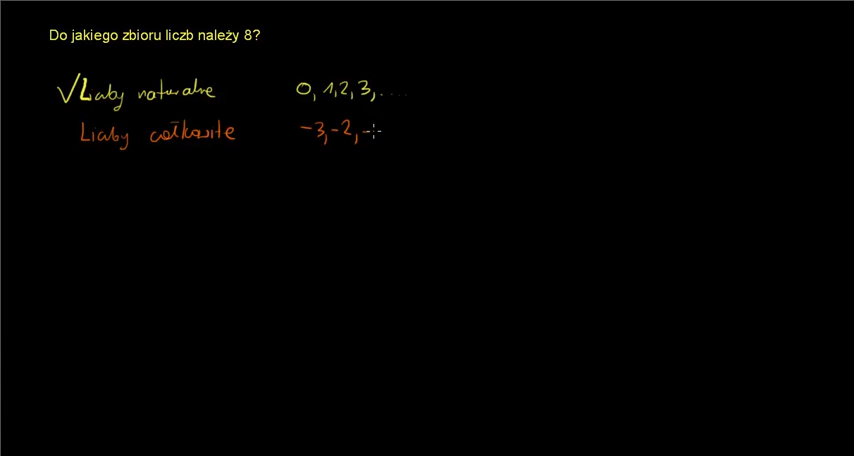 Do jakiego zbioru liczb należy 8?
√ Liczby naturalne 0, 1, 2, 3, .....
Liczby całkowite -3, -2, -